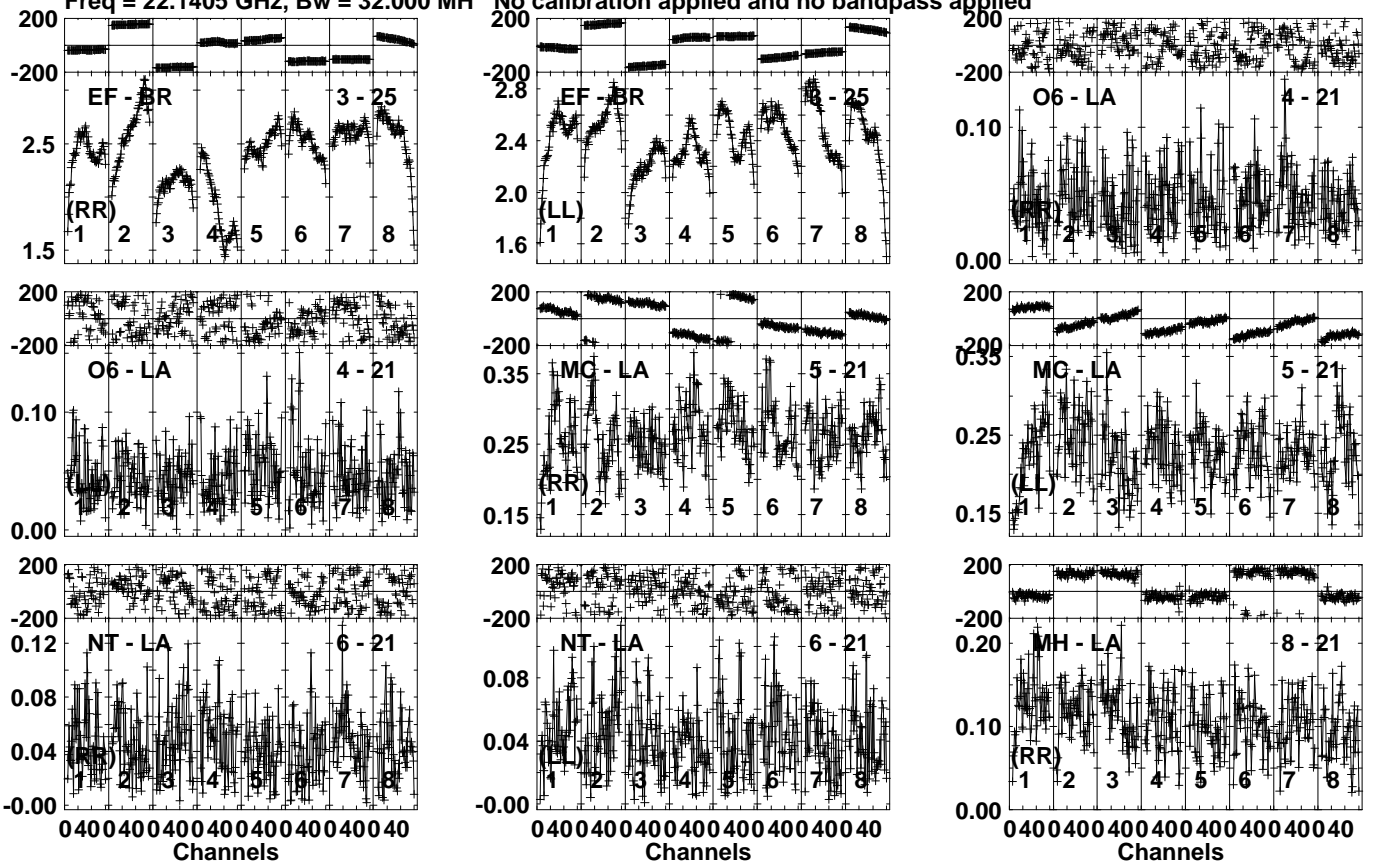 Freq = 22.1405 GHz, Bw = 32.000 MH No calibration applied and no bandpass applied
200
-200
EF - BR 3 - 25
2.5
1.5
(RR)
1 2 3 4 5 6 7 8
200
-200
EF - BR 3 - 25
2.8
2.4
2.0
1.6
(LL)
1 2 3 4 5 6 7 8
200
-200
O6 - LA 4 - 21
0.10
0.00
(RR)
1 2 3 4 5 6 7 8
200
-200
O6 - LA 4 - 21
0.10
0.00
(LL)
1 2 3 4 5 6 7 8
200
-200
MC - LA 5 - 21
0.35
0.25
0.15
(RR)
1 2 3 4 5 6 7 8
200
-200
MC - LA 5 - 21
0.35
0.25
0.15
(LL)
1 2 3 4 5 6 7 8
200
-200
NT - LA 6 - 21
0.12
0.08
0.04
-0.00
(RR)
1 2 3 4 5 6 7 8
0 40 0 40 0 40 0 40 0 40 0 40 0 40 0 40
Channels
200
-200
NT - LA 6 - 21
0.08
0.04
-0.00
(LL)
1 2 3 4 5 6 7 8
0 40 0 40 0 40 0 40 0 40 0 40 0 40 0 40
Channels
200
-200
MH - LA 8 - 21
0.20
0.10
0.00
(RR)
1 2 3 4 5 6 7 8
0 40 0 40 0 40 0 40 0 40 0 40 0 40 0 40
Channels